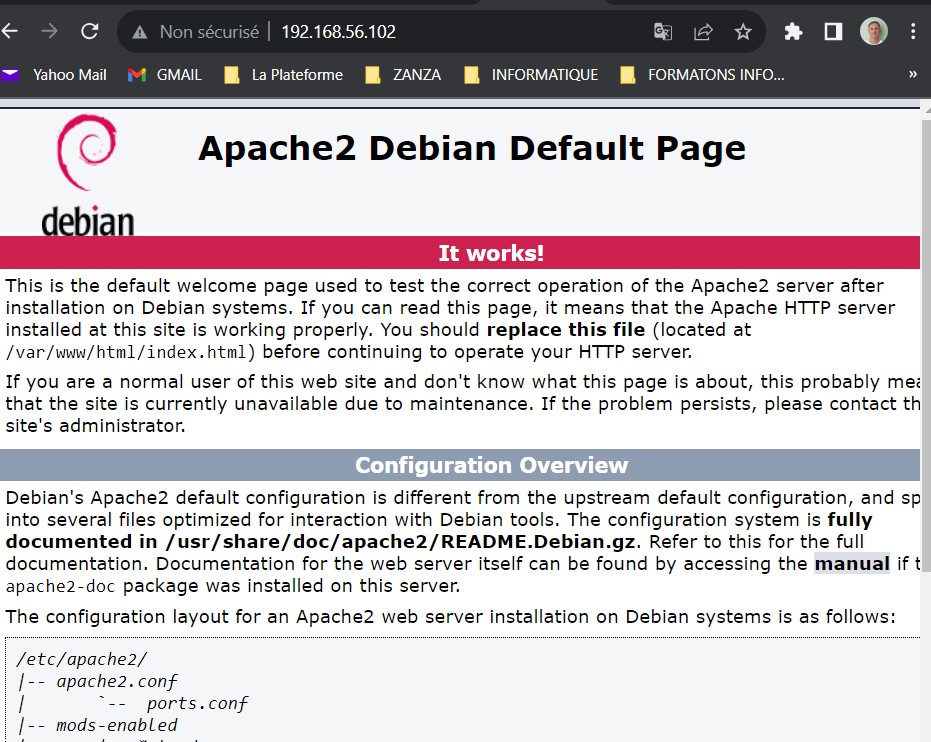 Non sécurisé | 192.168.56.102
Yahoo Mail GMAIL La Plateforme ZANZA INFORMATIQUE FORMATONS INFO... »
debian
Apache2 Debian Default Page
It works!
This is the default welcome page used to test the correct operation of the Apache2 server after
installation on Debian systems. If you can read this page, it means that the Apache HTTP server
installed at this site is working properly. You should replace this file (located at
/var/www/html/index.html) before continuing to operate your HTTP server.
If you are a normal user of this web site and don't know what this page is about, this probably mea
that the site is currently unavailable due to maintenance. If the problem persists, please contact th
site's administrator.
Configuration Overview
Debian's Apache2 default configuration is different from the upstream default configuration, and sp
into several files optimized for interaction with Debian tools. The configuration system is fully
documented in /usr/share/doc/apache2/README.Debian.gz. Refer to this for the full
documentation. Documentation for the web server itself can be found by accessing the manual if t
apache2-doc package was installed on this server.
The configuration layout for an Apache2 web server installation on Debian systems is as follows:
/etc/apache2/
|-- apache2.conf
|       `--  ports.conf
|-- mods-enabled